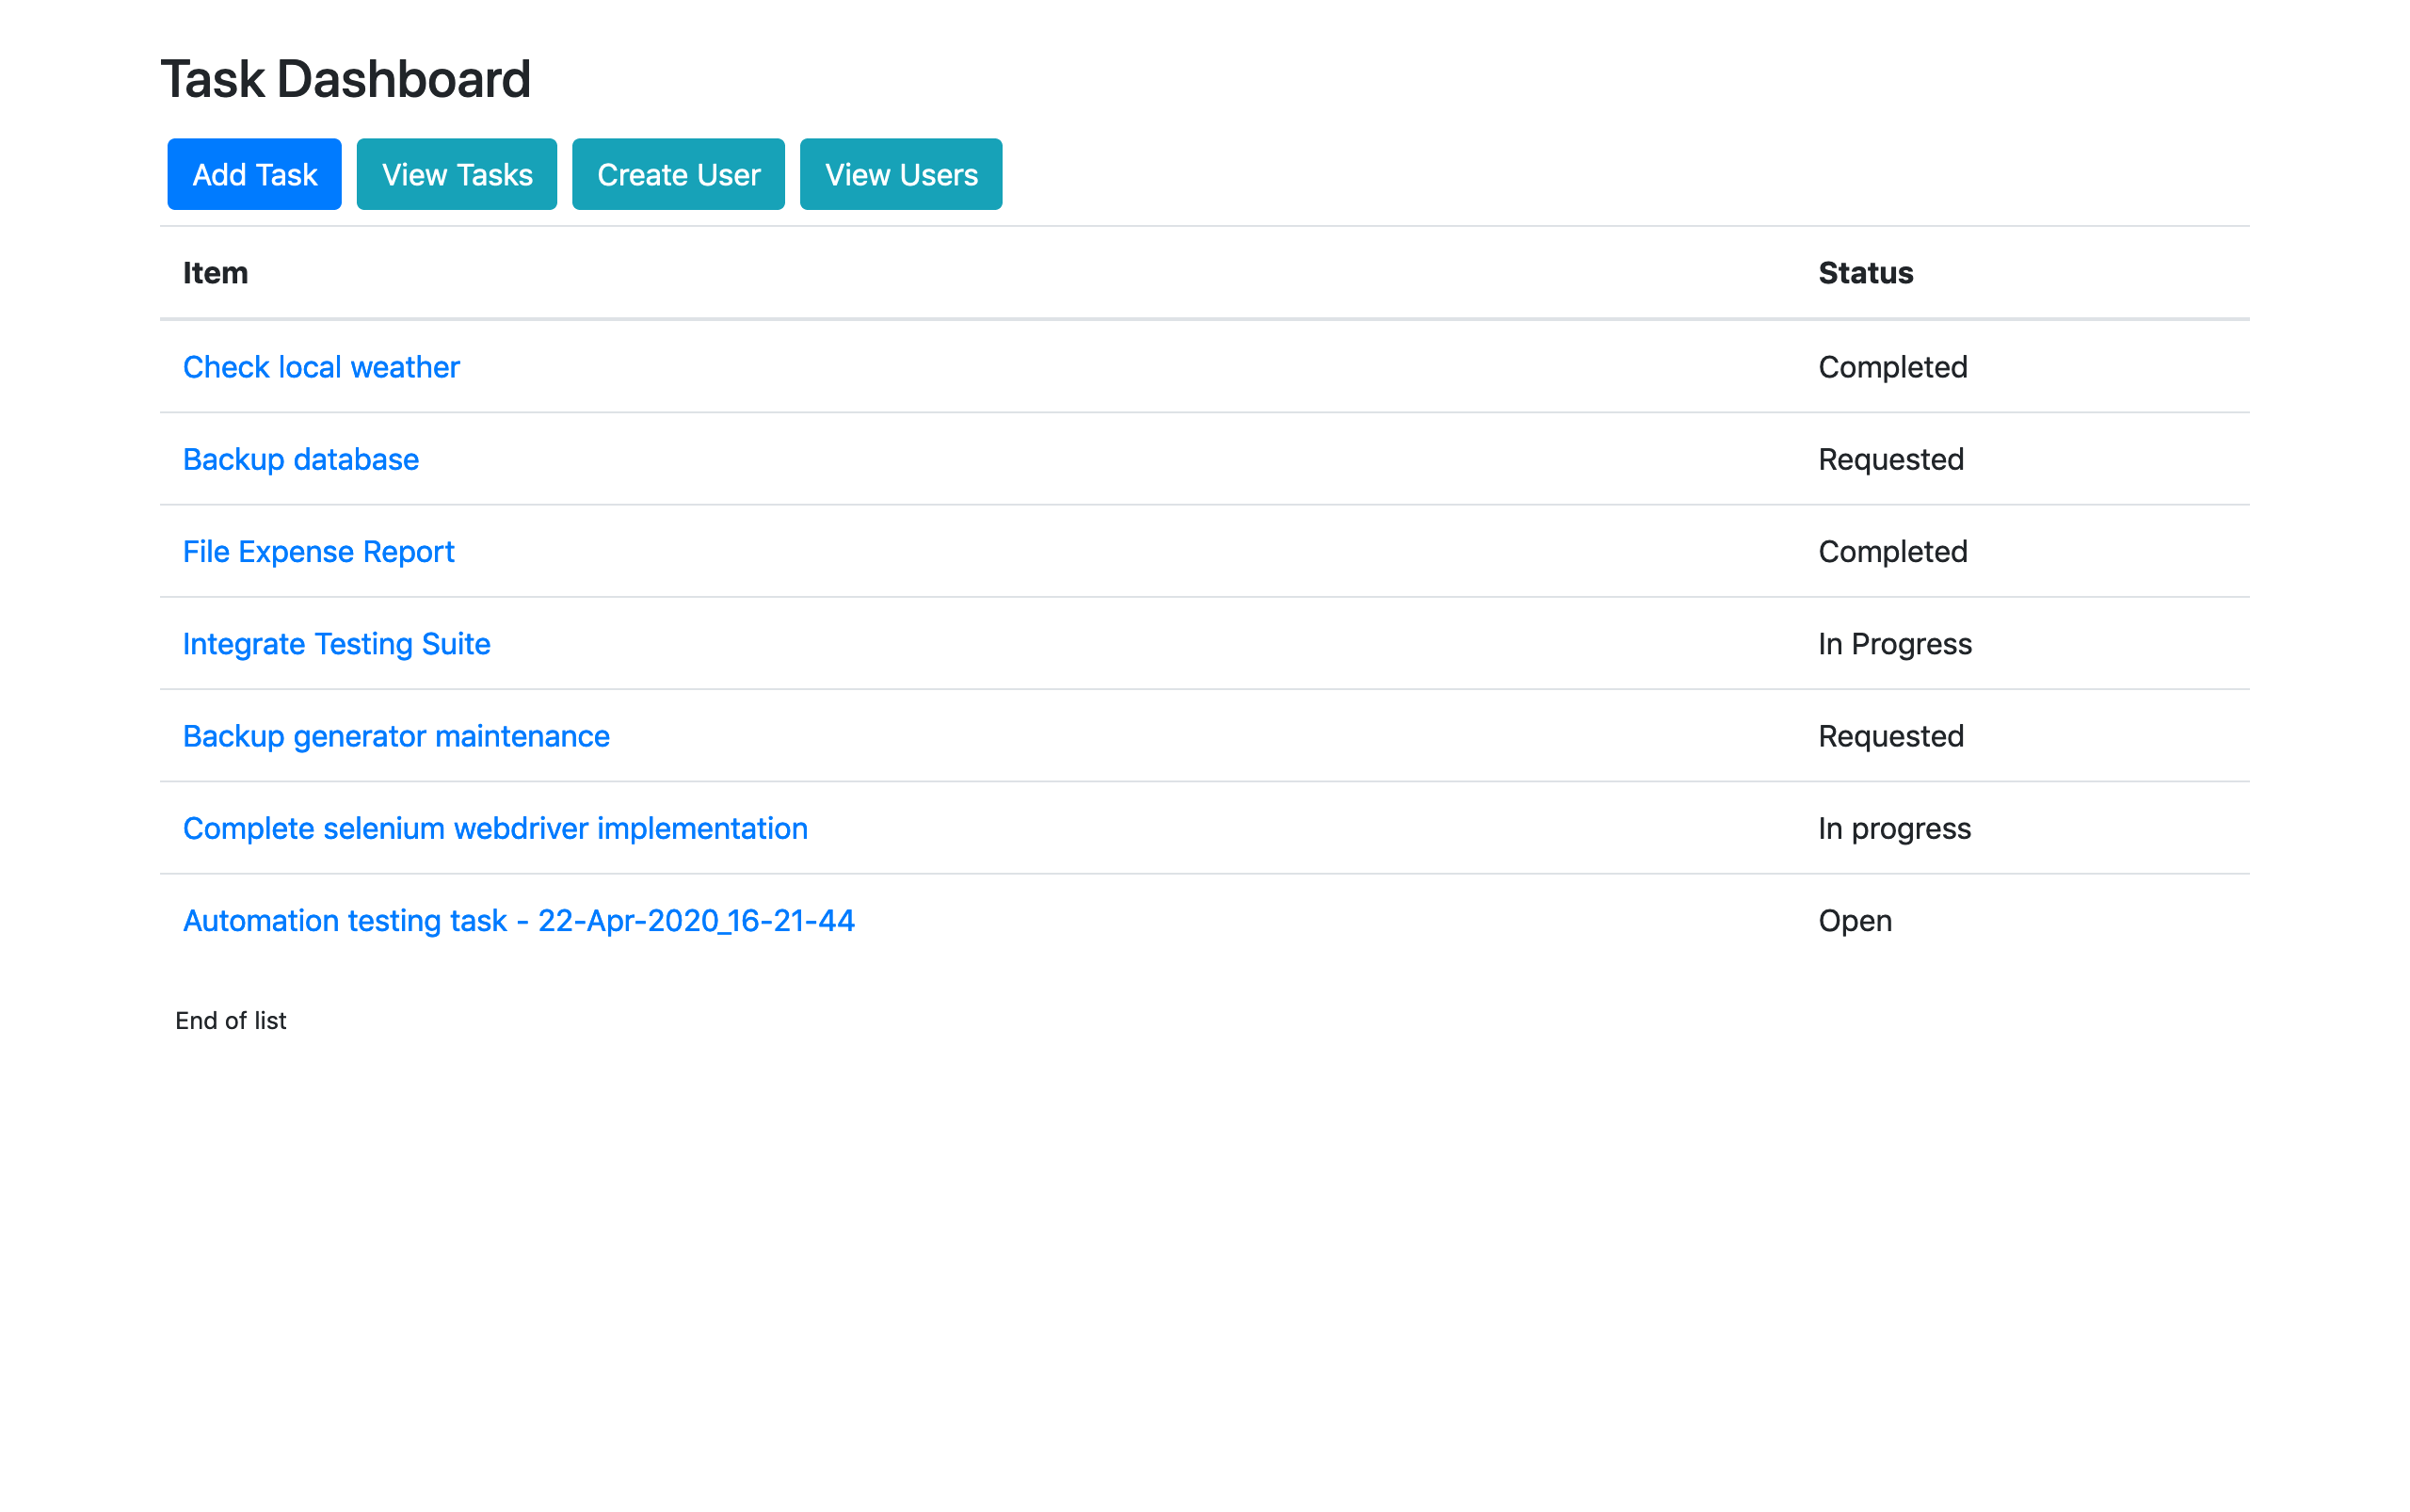 Task Dashboard
Add Task View Tasks Create User View Users
Item Status
Check local weather Completed
Backup database Requested
File Expense Report Completed
Integrate Testing Suite In Progress
Backup generator maintenance Requested
Complete selenium webdriver implementation In progress
Automation testing task - 22-Apr-2020_16-21-44 Open
End of list